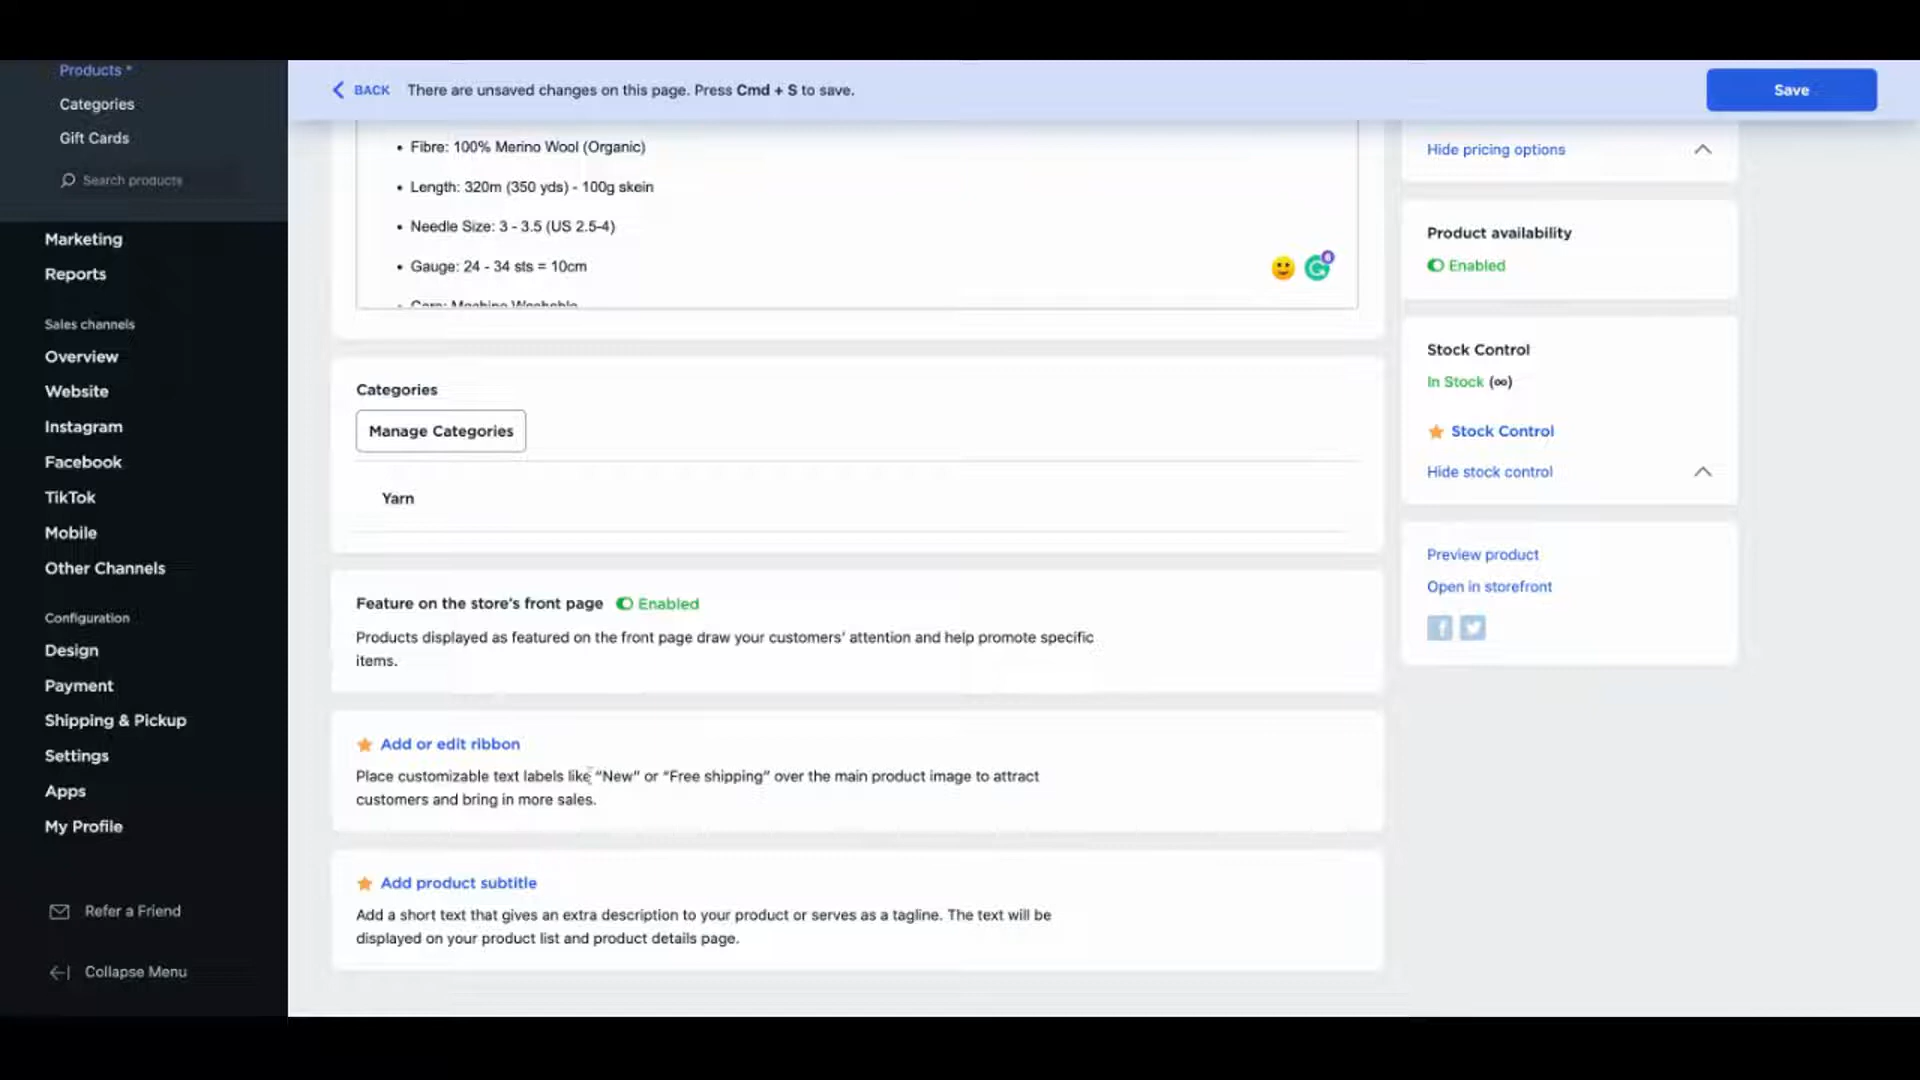 Products *
Categories
Gift Cards
Search products
Marketing
Reports
Sales channels
Overview
Website
Instagram
Facebook
TikTok
Mobile
Other Channels
Configuration
Design
Payment
Shipping & Pickup
Settings
Apps
My Profile
Refer a Friend
Collapse Menu
BACK There are unsaved changes on this page. Press Cmd + S to save.
Save
• Fibre: 100% Merino Wool (Organic)
• Length: 320m (350 yds) - 100g skein
• Needle Size: 3 - 3.5 (US 2.5-4)
• Gauge: 24 - 34 sts = 10cm
• Care: Machine Washable
Categories
Manage Categories
Yarn
Feature on the store's front page Enabled
Products displayed as featured on the front page draw your customers' attention and help promote specific
items.
Add or edit ribbon
Place customizable text labels like "New" or "Free shipping" over the main product image to attract
customers and bring in more sales.
Add product subtitle
Add a short text that gives an extra description to your product or serves as a tagline. The text will be
displayed on your product list and product details page.
Hide pricing options
Product availability
Enabled
Stock Control
In Stock (∞)
Stock Control
Hide stock control
Preview product
Open in storefront